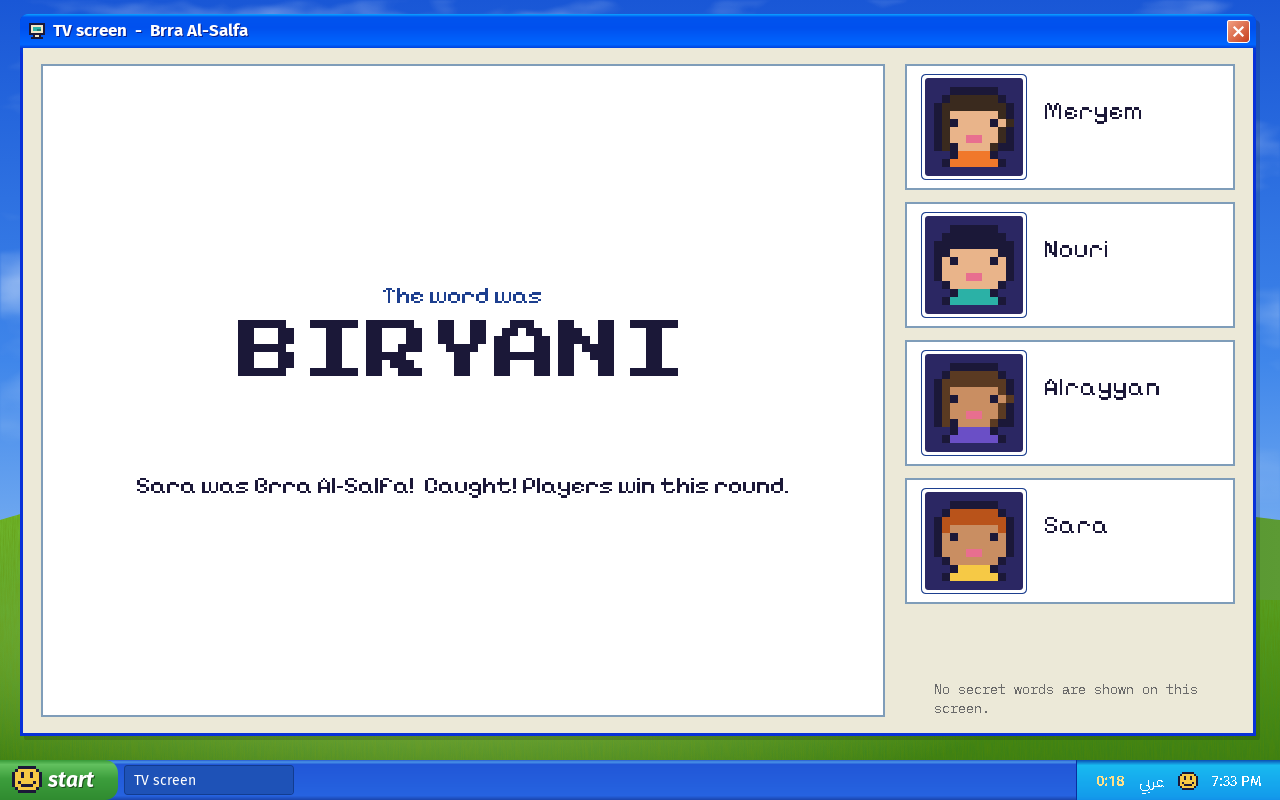 TV screen - Brra Al-Salfa
The word was
BIRYANI
Sara was Brra Al-Salfa! Caught! Players win this round.
Meryem
Nouri
Alrayyan
Sara
No secret words are shown on this
screen.
start
TV screen
0:18 عربي 7:33 PM